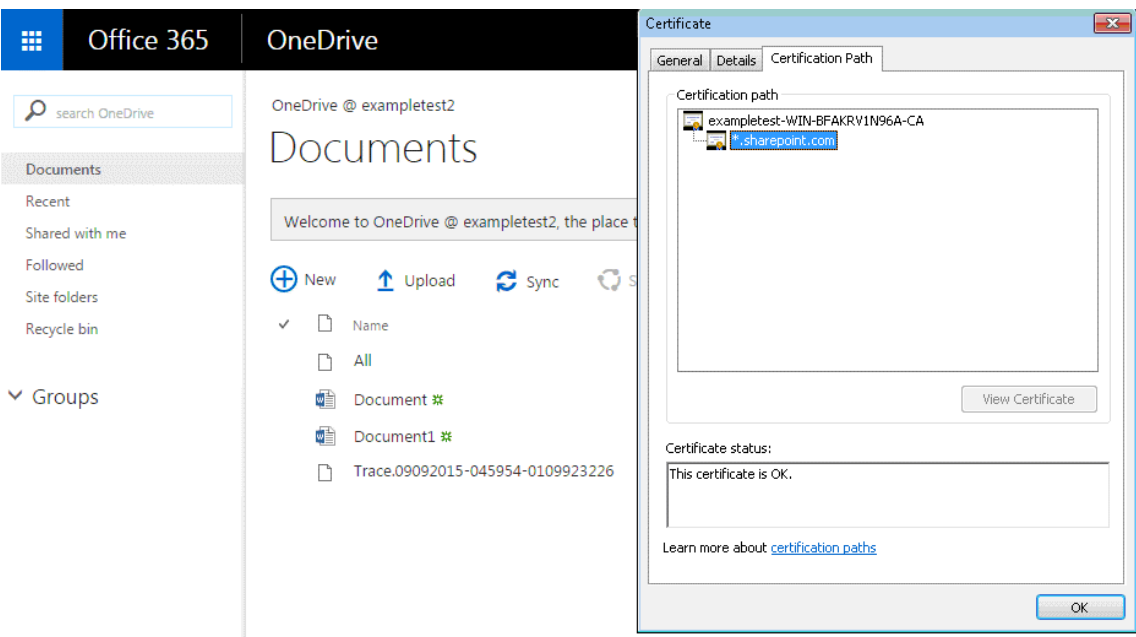 Office 365
OneDrive
search OneDrive
Documents
Recent
Shared with me
Followed
Site folders
Recycle bin
Groups
OneDrive @ exampletest2
Documents
Welcome to OneDrive @ exampletest2, the place t
New
Upload
Sync
S
Name
All
Document
Document1
Trace.09092015-045954-0109923226
Certificate
General Details Certification Path
Certification path
exampletest-WIN-BFAKRV1N96A-CA
*.sharepoint.com
View Certificate
Certificate status:
This certificate is OK.
Learn more about certification paths
OK